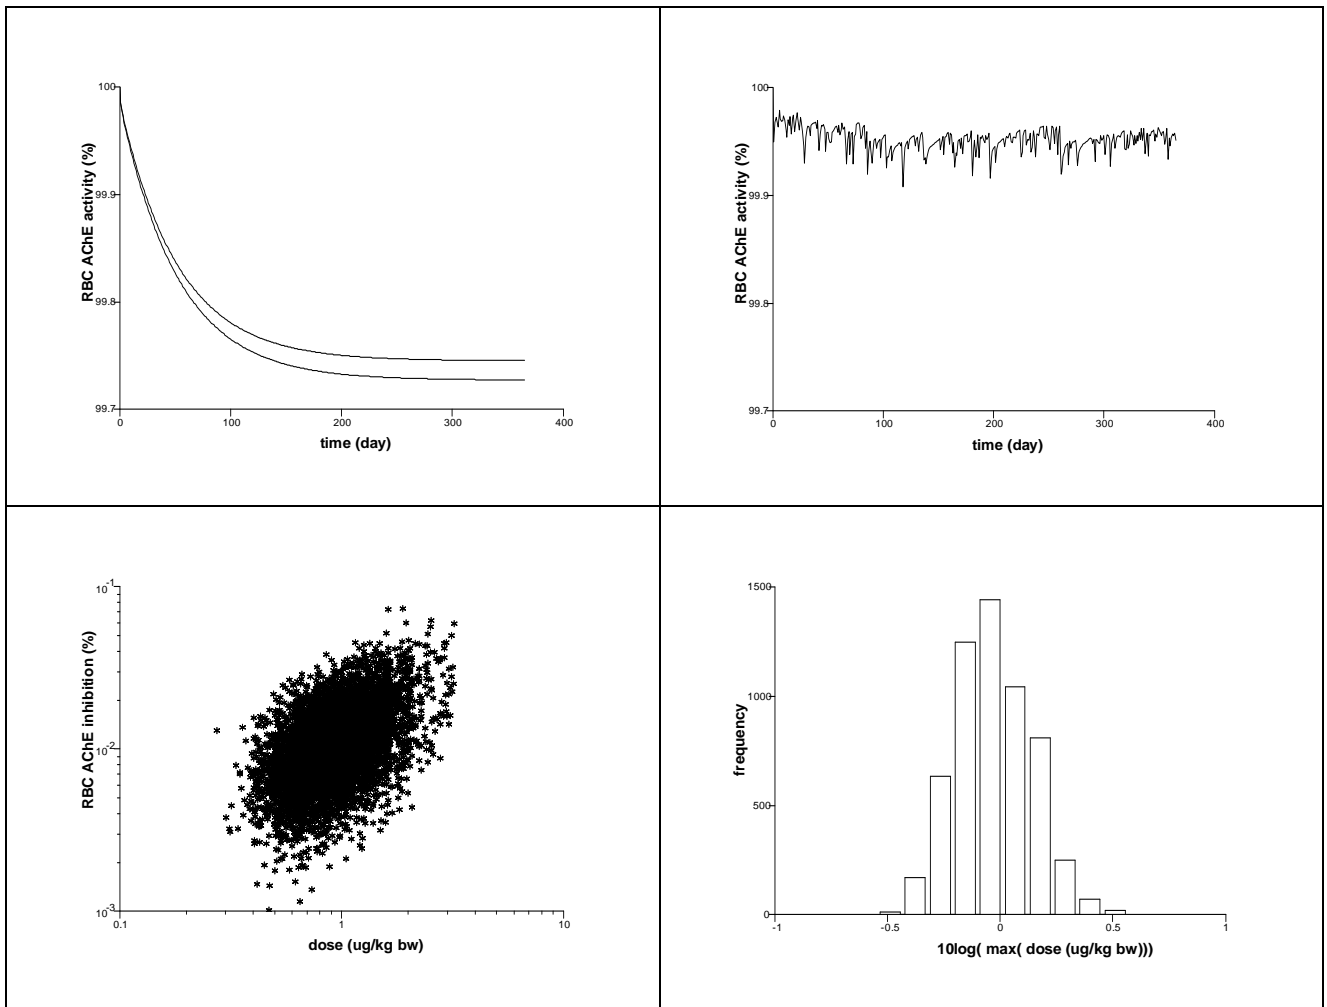 100
99.9
99.8
99.7
RBC AChE activity (%)
0 100 200 300 400
time (day)
100
99.9
99.8
99.7
RBC AChE activity (%)
0 100 200 300 400
time (day)
10-1
10-2
10-3
RBC AChE inhibition (%)
0.1 1 10
dose (ug/kg bw)
1500
1000
500
0
frequency
-1 -0.5 0 0.5 1
10log( max( dose (ug/kg bw)))